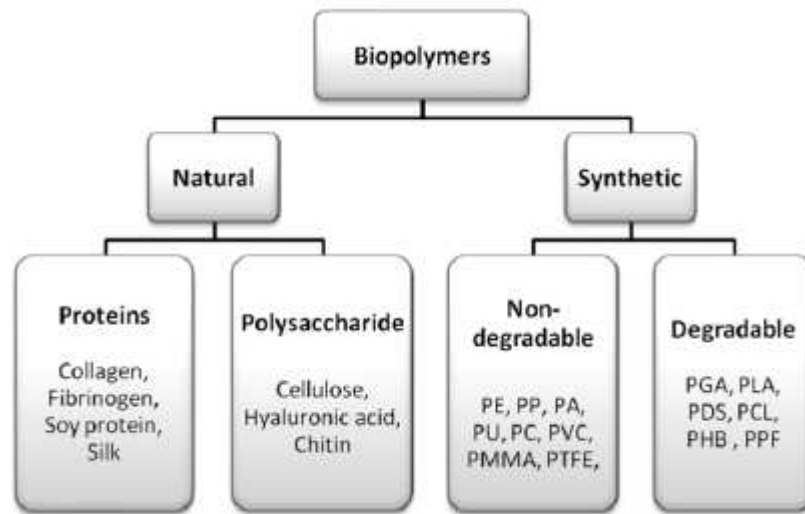 Biopolymers
Natural
Synthetic
Proteins
Collagen,
Fibrinogen,
Soy protein,
Silk
Polysaccharide
Cellulose,
Hyaluronic acid,
Chitin
Non-
degradable
PE, PP, PA,
PU, PC, PVC,
PMMA, PTFE,
Degradable
PGA, PLA,
PDS, PCL,
PHB , PPF